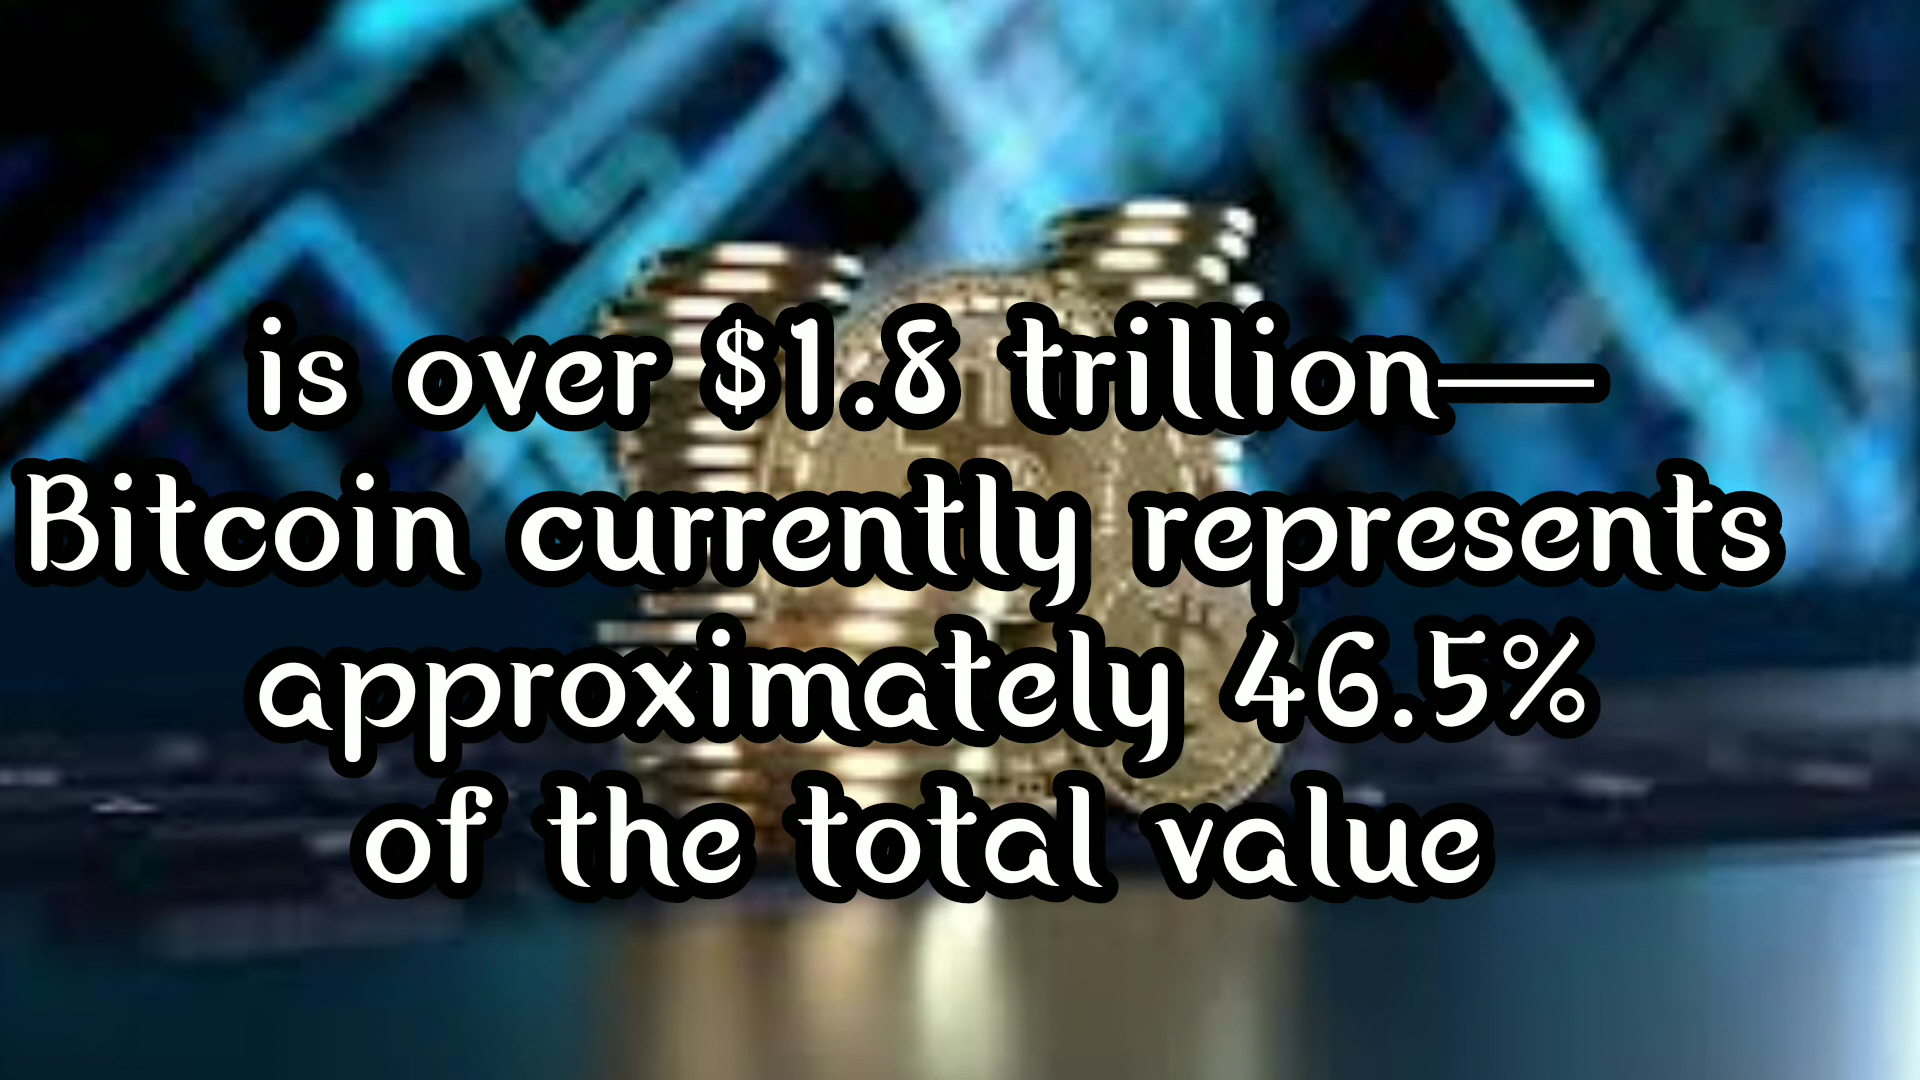 is over $1.8 trillion—
Bitcoin currently represents
approximately 46.5%
of the total value